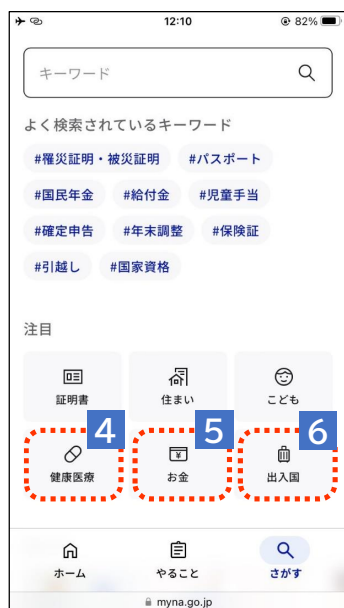 12:10
82%
キーワード
よく検索されているキーワード
#罹災証明・被災証明 #パスポート
#国民年金 #給付金 #児童手当
#確定申告 #年末調整 #保険証
#引越し #国家資格
注目
証明書 住まい こども
4 5 6
健康医療 お金 出入国
ホーム やること さがす
myna.go.jp